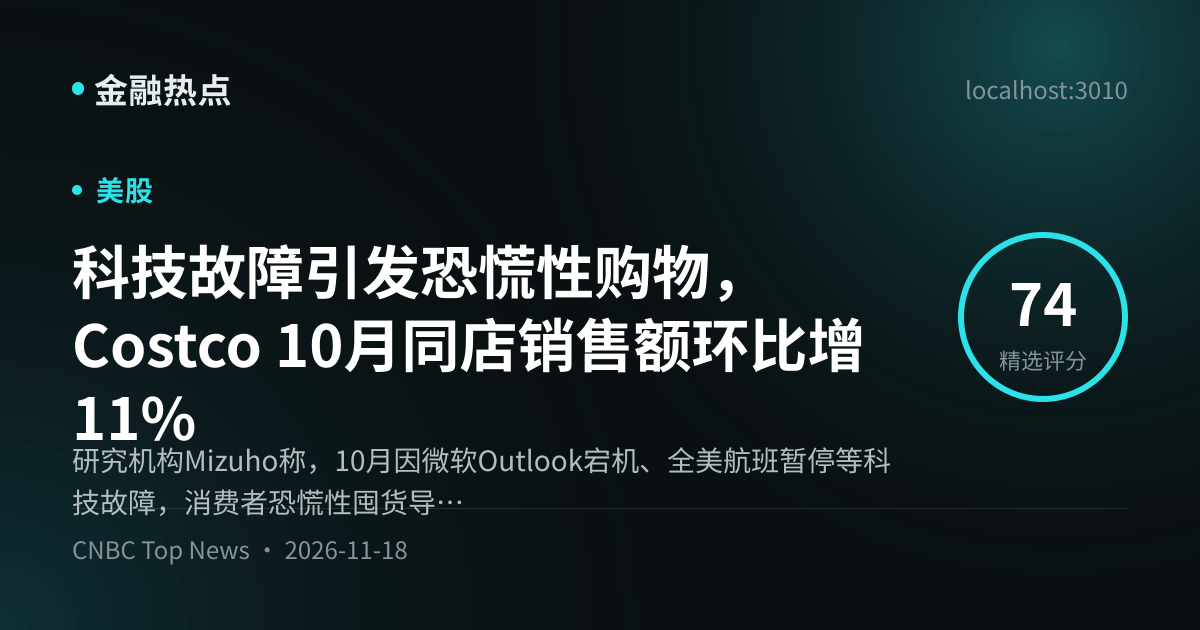 金融热点
localhost:3010
美股
科技故障引发恐慌性购物，
Costco 10月同店销售额环比增
11%
74
精选评分
研究机构Mizuho称，10月因微软Outlook宕机、全美航班暂停等科
技故障，消费者恐慌性囤货导…
CNBC Top News · 2026-11-18